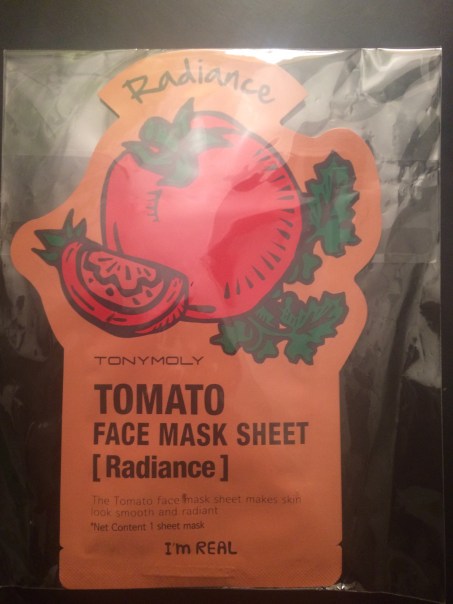 Radiance
TONYMOLY
TOMATO
FACE MASK SHEET
[Radiance]
The Tomato face mask sheet makes skin
look smooth and radiant
*Net Content 1 sheet mask
I'm REAL